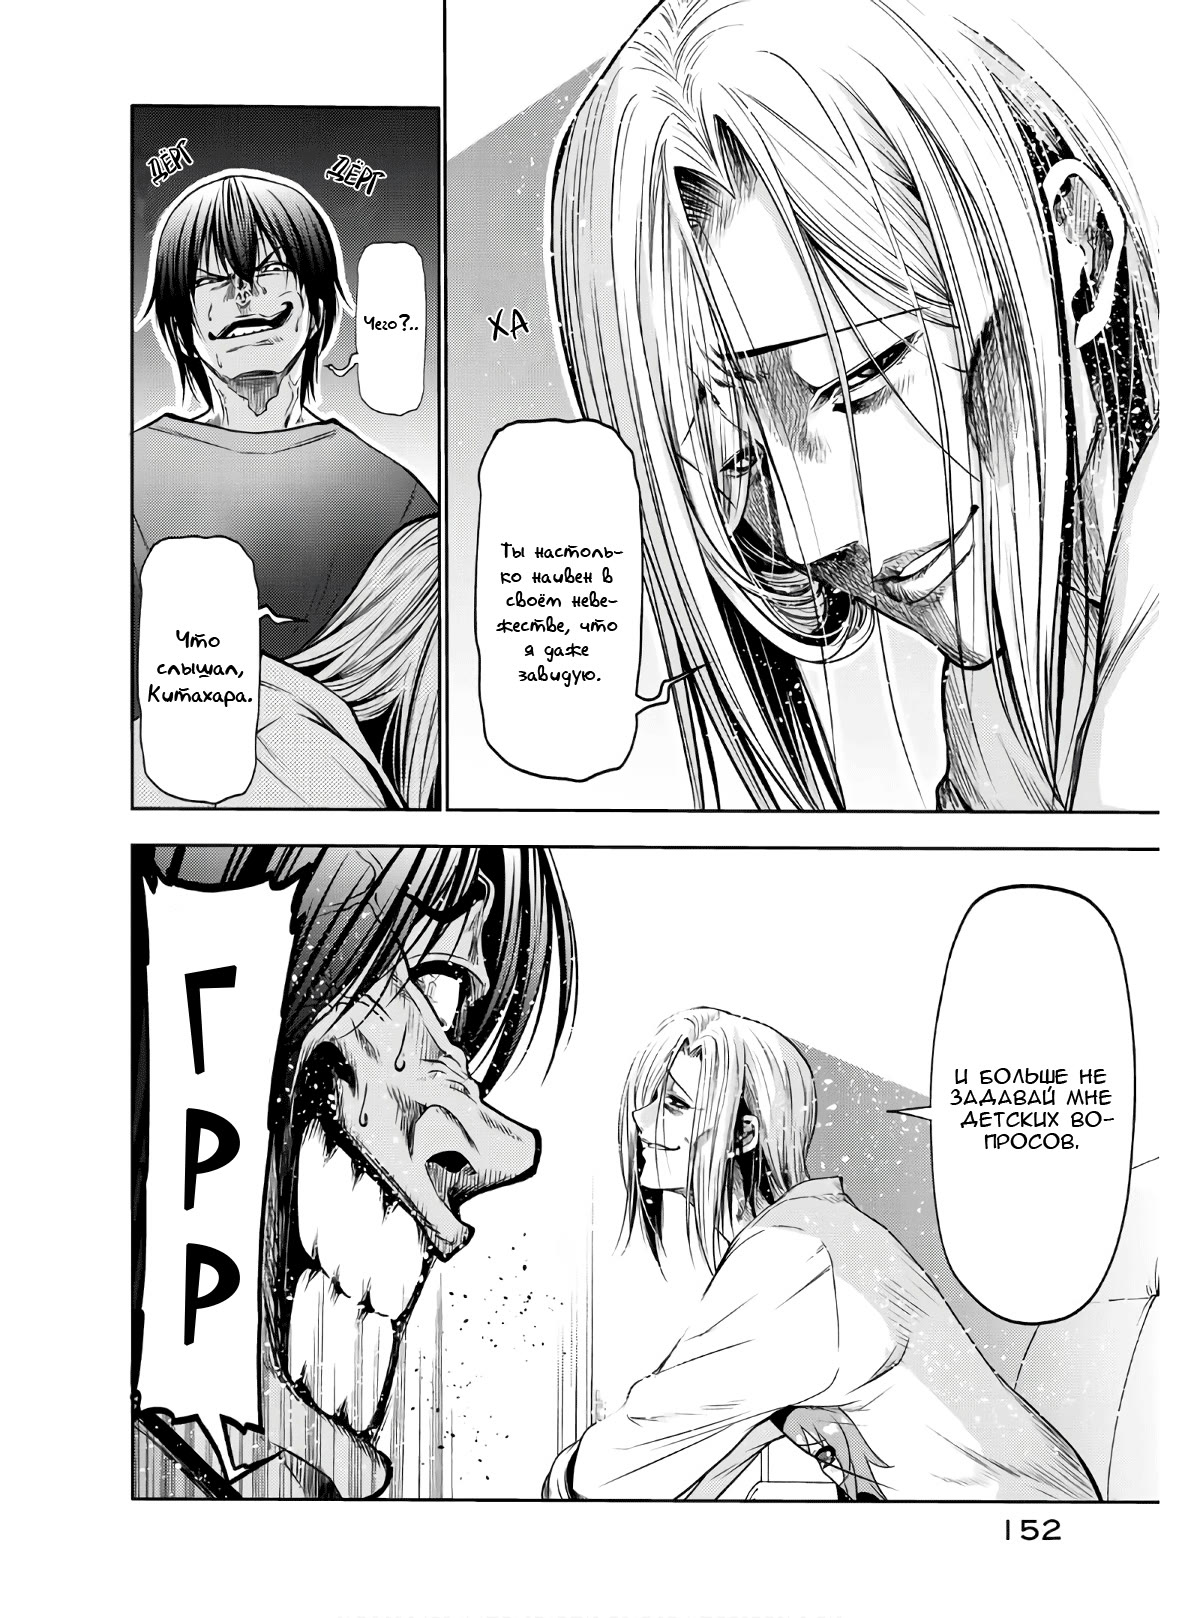 ХА
Ты настоль-
ко наивен в
своём неве-
жестве, что
я даже
завидую.
ДЁРГ
ДЁРГ
Чего?..
Что
слышал,
Китахара.
И БОЛЬШЕ НЕ
ЗАДАВАЙ МНЕ
ДЕТСКИХ ВО-
ПРОСОВ.
ГРР
152